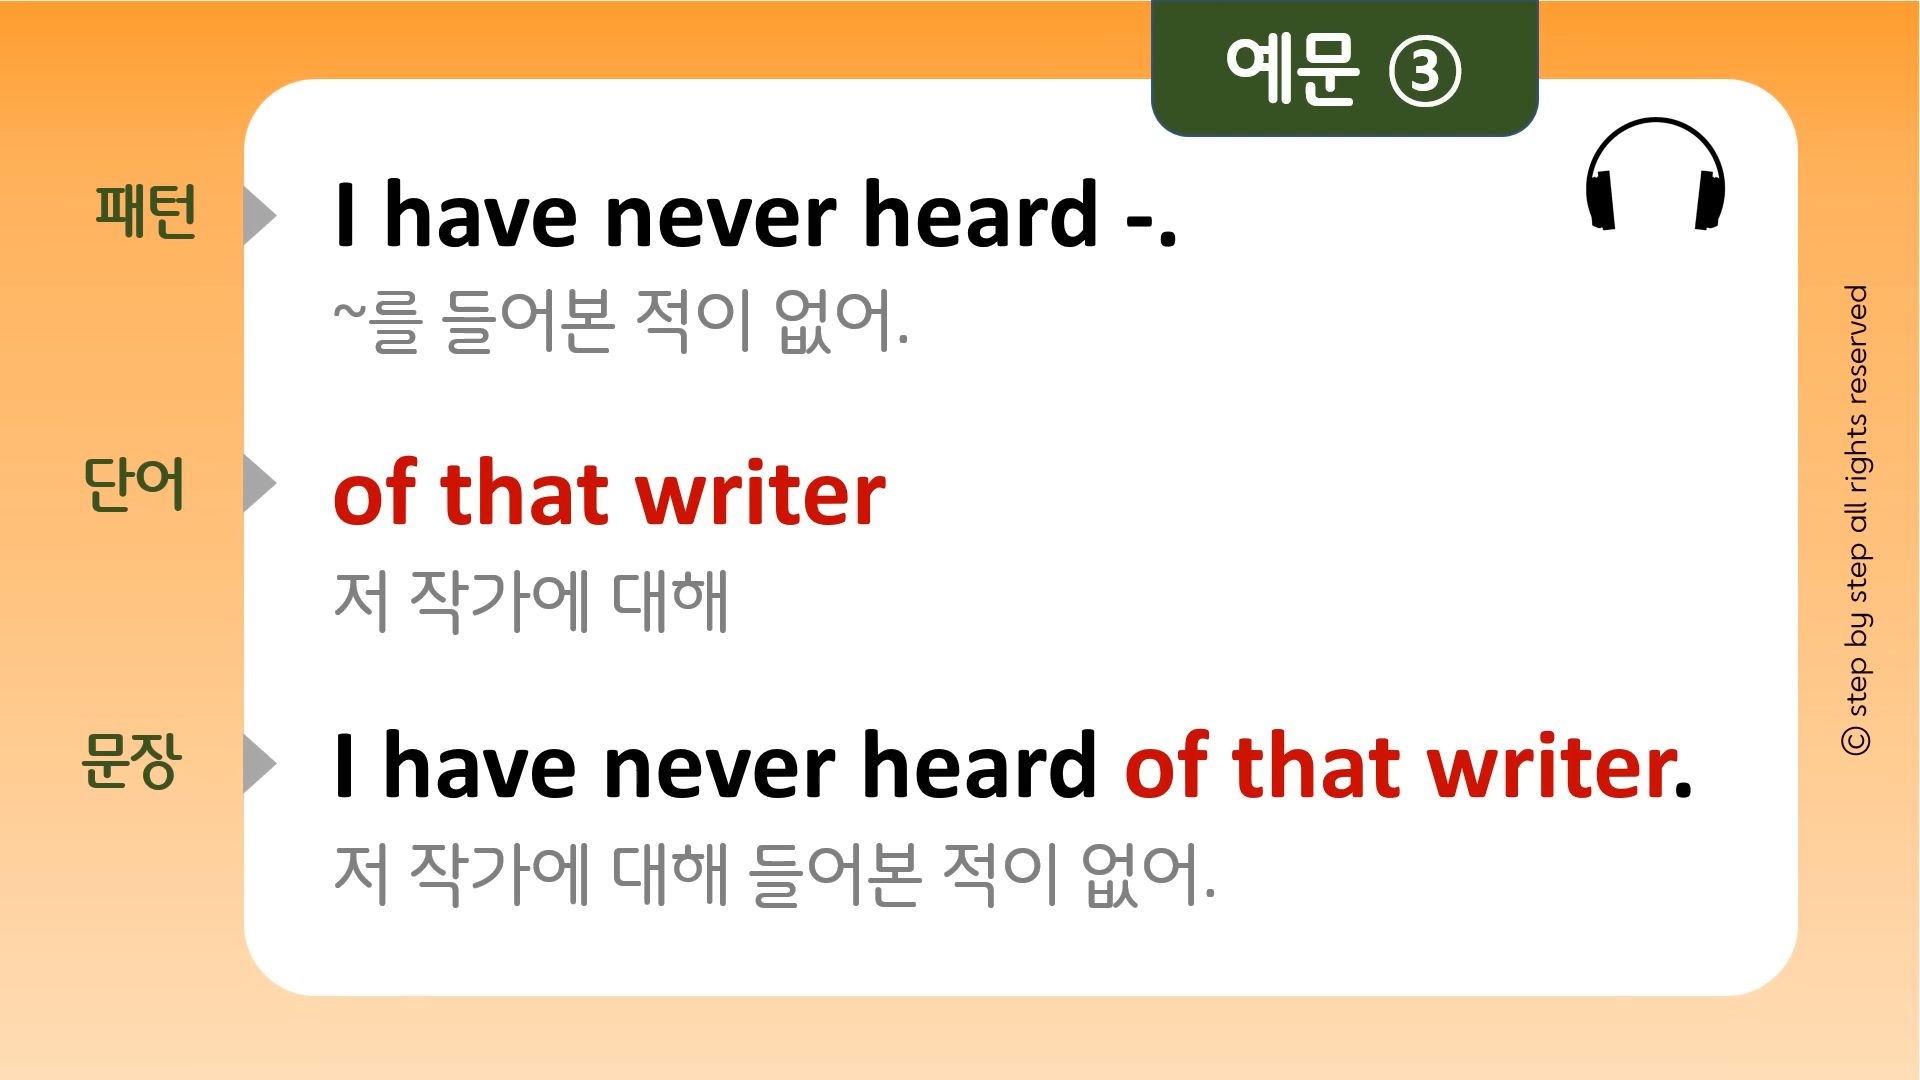 예문 ③
패턴
I have never heard -.
~를 들어본 적이 없어.
단어
of that writer
저 작가에 대해
문장
I have never heard of that writer.
저 작가에 대해 들어본 적이 없어.
ⓒ step by step all rights reserved